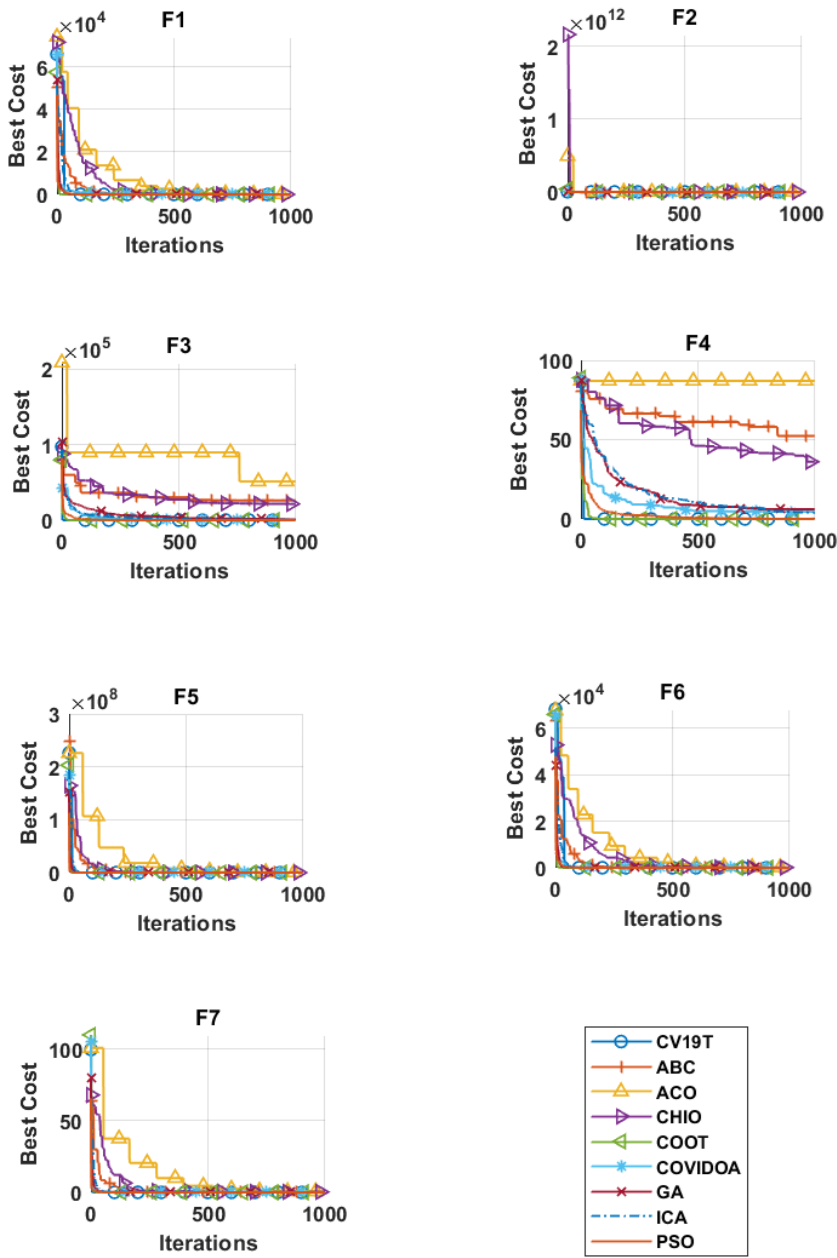 F1
×10^4
6
4
2
0
Best Cost
0 500 1000
Iterations
F2
×10^12
2
1
0
Best Cost
0 500 1000
Iterations
F3
×10^5
2
1
0
Best Cost
0 500 1000
Iterations
F4
100
50
0
Best Cost
0 500 1000
Iterations
F5
×10^8
3
2
1
0
Best Cost
0 500 1000
Iterations
F6
×10^4
6
4
2
0
Best Cost
0 500 1000
Iterations
F7
100
50
0
Best Cost
0 500 1000
Iterations
CV19T
ABC
ACO
CHIO
COOT
COVIDOA
GA
ICA
PSO